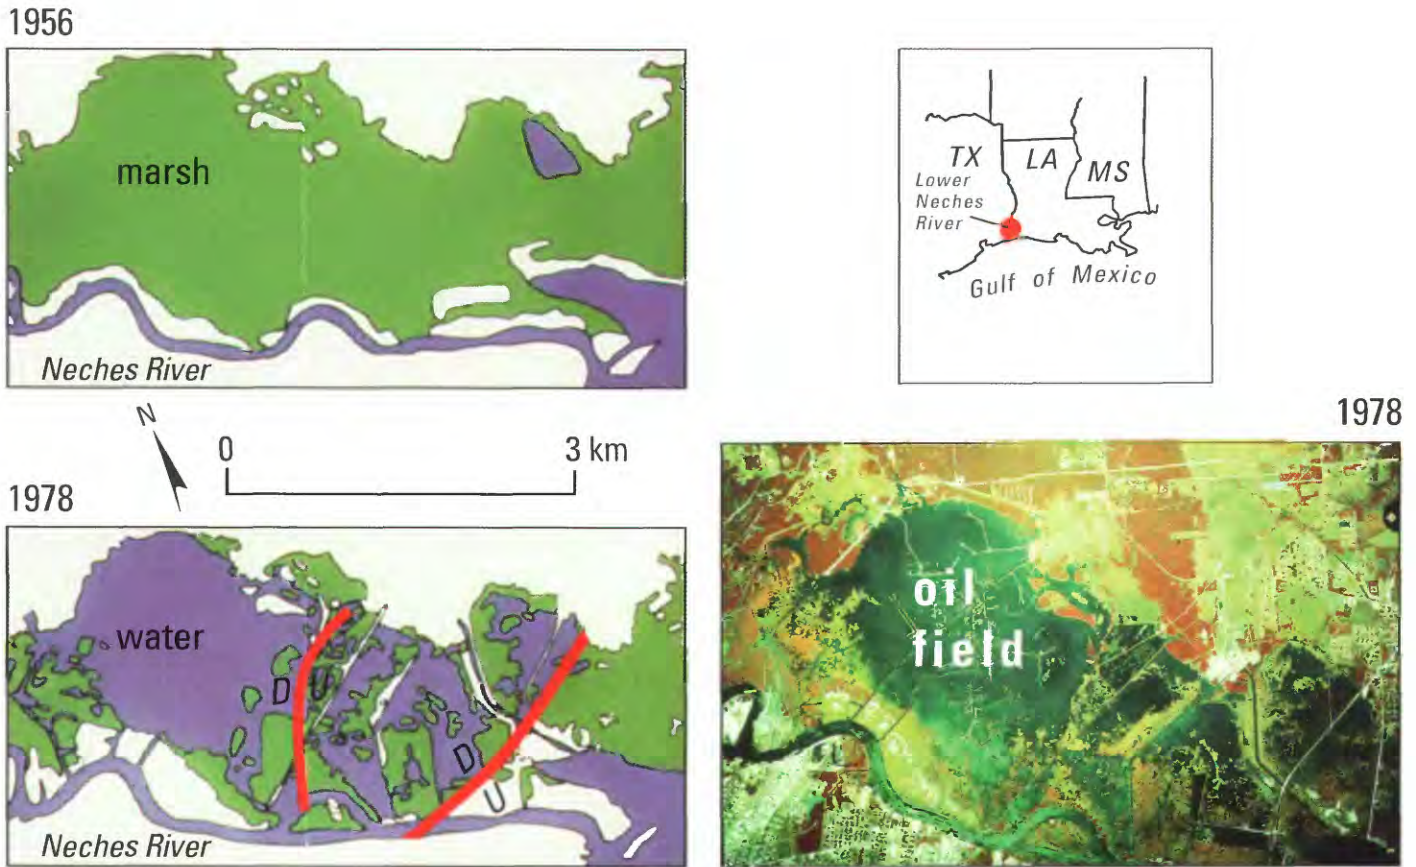 1956
marsh
Neches River
TX
LA
MS
Lower
Neches
River
Gulf of Mexico
N
0
3 km
1978
water
D
U
D
U
Neches River
1978
oil
field